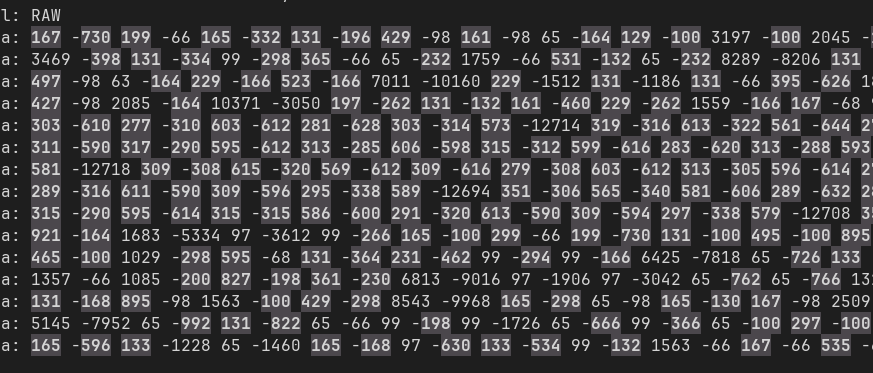 l: RAW
a: 167 -730 199 -66 165 -332 131 -196 429 -98 161 -98 65 -164 129 -100 3197 -100 2045 -
a: 3469 -398 131 -334 99 -298 365 -66 65 -232 1759 -66 531 -132 65 -232 8289 -8206 131
a: 497 -98 63 -164 229 -166 523 -166 7011 -10160 229 -1512 131 -1186 131 -66 395 -626 1
a: 427 -98 2085 -164 10371 -3050 197 -262 131 -132 161 -460 229 -262 1559 -166 167 -68
a: 303 -610 277 -310 603 -612 281 -628 303 -314 573 -12714 319 -316 613 -322 561 -644 2
a: 311 -590 317 -290 595 -612 313 -285 606 -598 315 -312 599 -616 283 -620 313 -288 593
a: 581 -12718 309 -308 615 -320 569 -612 309 -616 279 -308 603 -612 313 -305 596 -614 2
a: 289 -316 611 -590 309 -596 295 -338 589 -12694 351 -306 565 -340 581 -606 289 -632 2
a: 315 -290 595 -614 315 -315 586 -600 291 -320 613 -590 309 -594 297 -338 579 -12708 3
a: 921 -164 1683 -5334 97 -3612 99 -266 165 -100 299 -66 199 -730 131 -100 495 -100 895
a: 465 -100 1029 -298 595 -68 131 -364 231 -462 99 -294 99 -166 6425 -7818 65 -726 133
a: 1357 -66 1085 -200 827 -198 361 -230 6813 -9016 97 -1906 97 -3042 65 -762 65 -766 13
a: 131 -168 895 -98 1563 -100 429 -298 8543 -9968 165 -298 65 -98 165 -130 167 -98 2509
a: 5145 -7952 65 -992 131 -822 65 -66 99 -198 99 -1726 65 -666 99 -366 65 -100 297 -100
a: 165 -596 133 -1228 65 -1460 165 -168 97 -630 133 -534 99 -132 1563 -66 167 -66 535 -